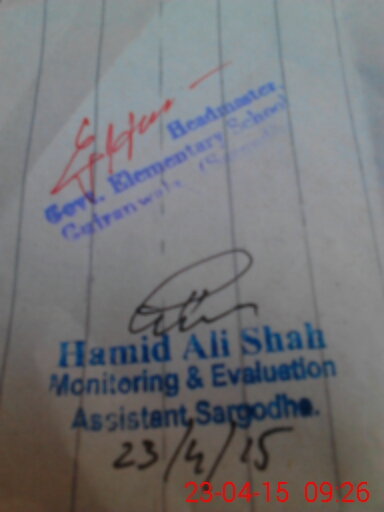 Headmaster
Govt. Elementary School
Hamid Ali Shah
Monitoring & Evaluation
Assistant, Sargodha.
23/4/15
23-04-15 09.26